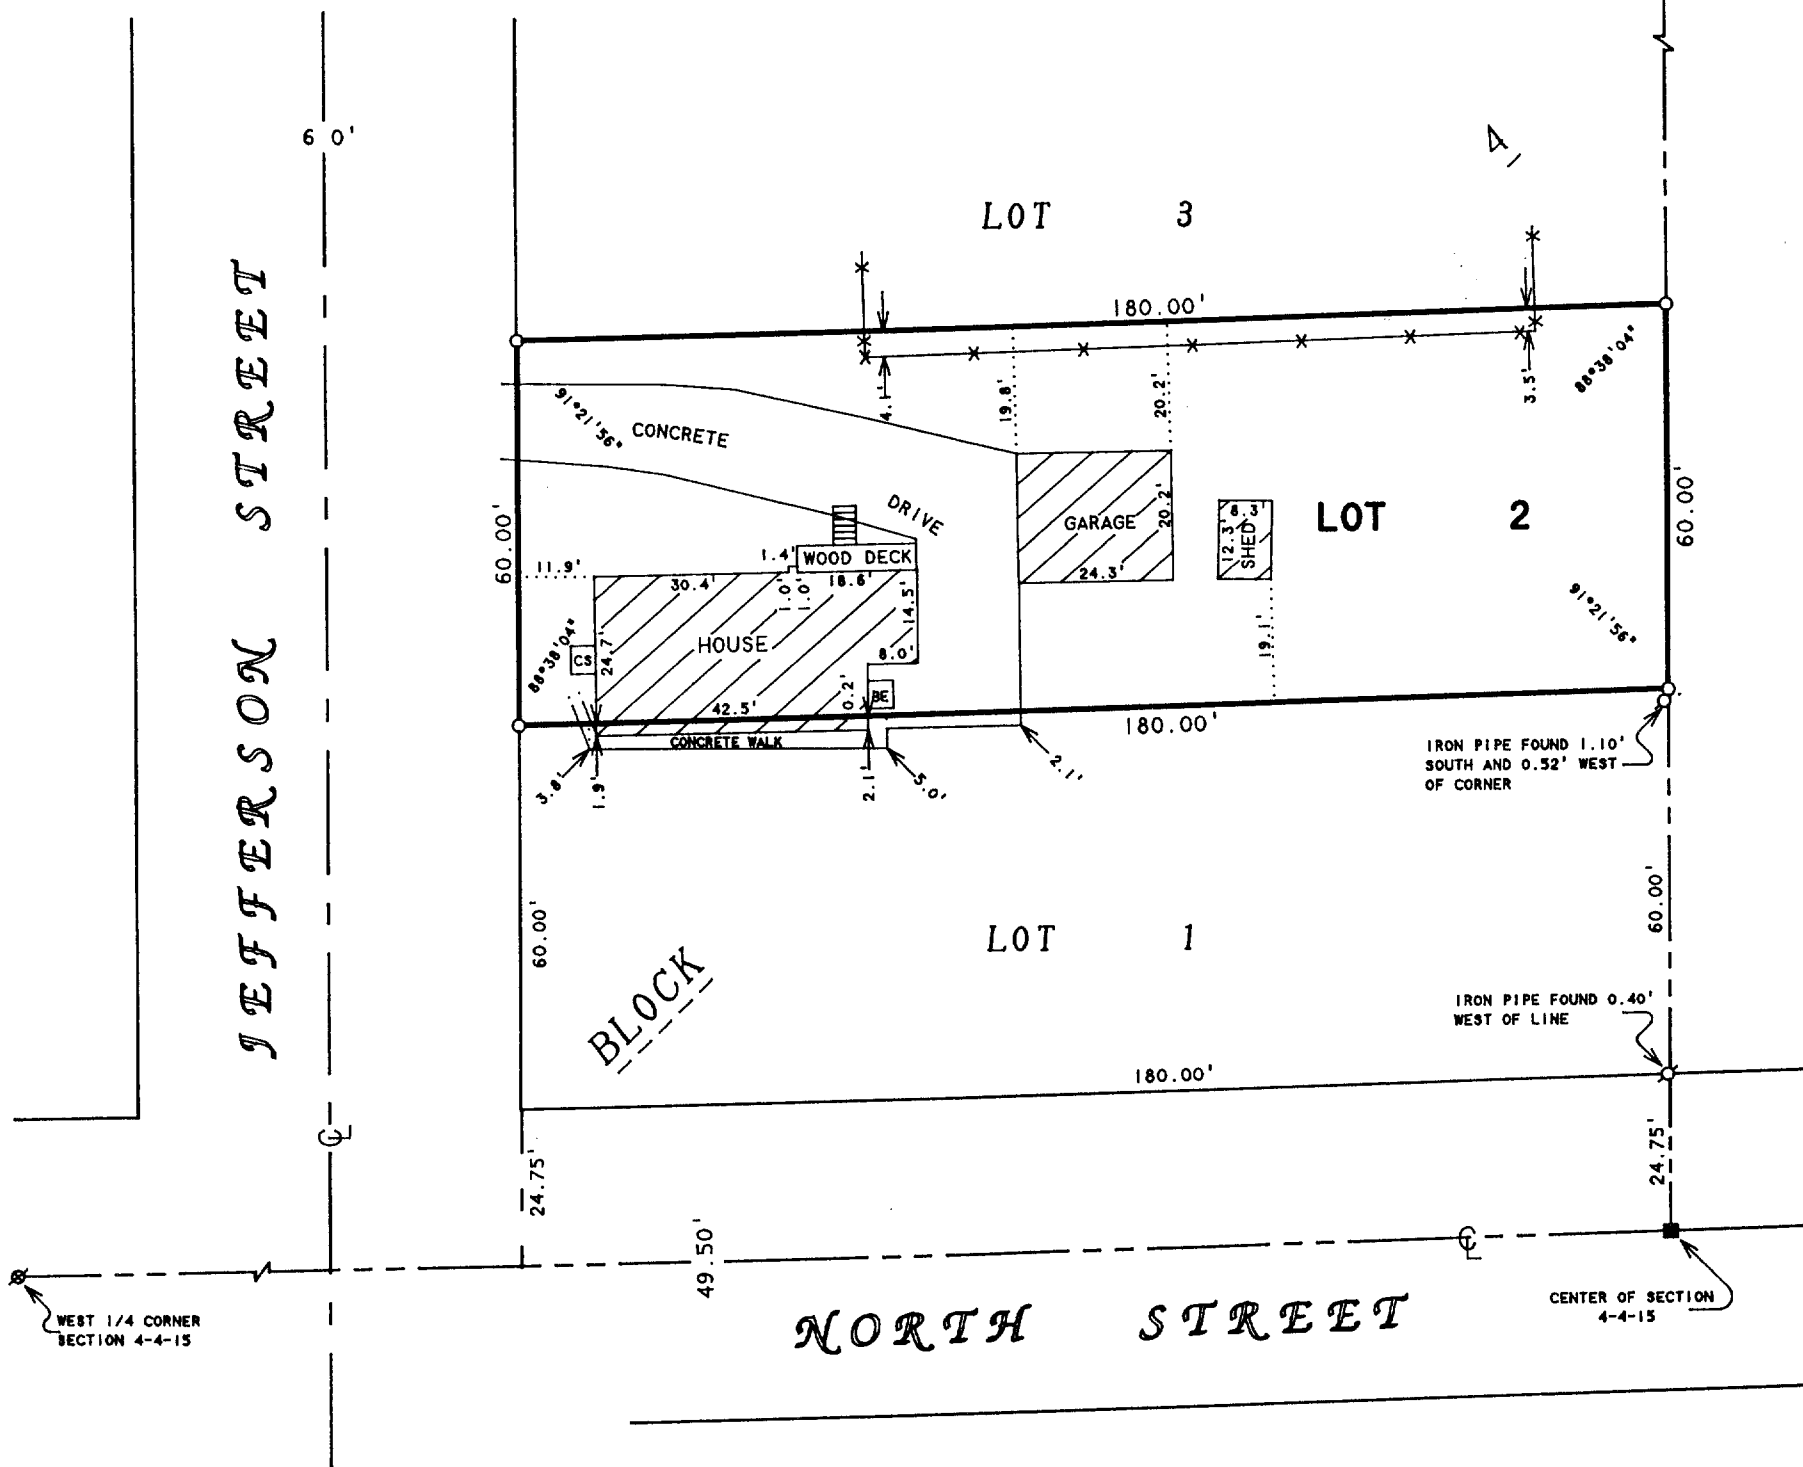 60'
4,
LOT 3
180.00'
JEFFERSON STREET
91°21'56"
CONCRETE
DRIVE
4.1'
19.8'
20.2'
3.5'
88°38'04"
60.00'
11.9'
1.4'
WOOD DECK
30.4'
1.0'
1.0'
18.6'
14.5'
GARAGE
20.2'
24.3'
8.3'
12.3'
SHED
LOT 2
60.00'
88°38'04"
CS
24.7'
HOUSE
8.0'
0.2'
BE
42.5'
19.1'
91°21'56"
CONCRETE WALK
180.00'
3.8'
1.9'
2.1'
5.0'
2.1'
IRON PIPE FOUND 1.10'
SOUTH AND 0.52' WEST
OF CORNER
60.00'
BLOCK
LOT 1
60.00'
IRON PIPE FOUND 0.40'
WEST OF LINE
180.00'
CL
24.75'
24.75'
49.50'
CL
WEST 1/4 CORNER
SECTION 4-4-15
NORTH STREET
CENTER OF SECTION
4-4-15